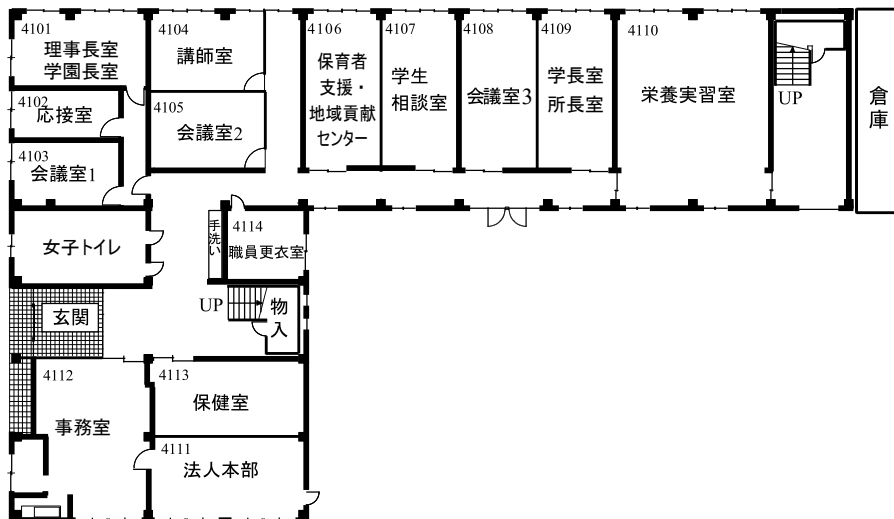 4101
理事長室
学園長室
4104
講師室
4106
保育者
支援・
地域貢献
センター
4107
学生
相談室
4108
会議室3
4109
学長室
所長室
4110
栄養実習室
UP
倉庫
4102
応接室
4105
会議室2
4103
会議室1
女子トイレ
手洗い
4114
職員更衣室
玄関
UP
物入
4112
事務室
4113
保健室
4111
法人本部